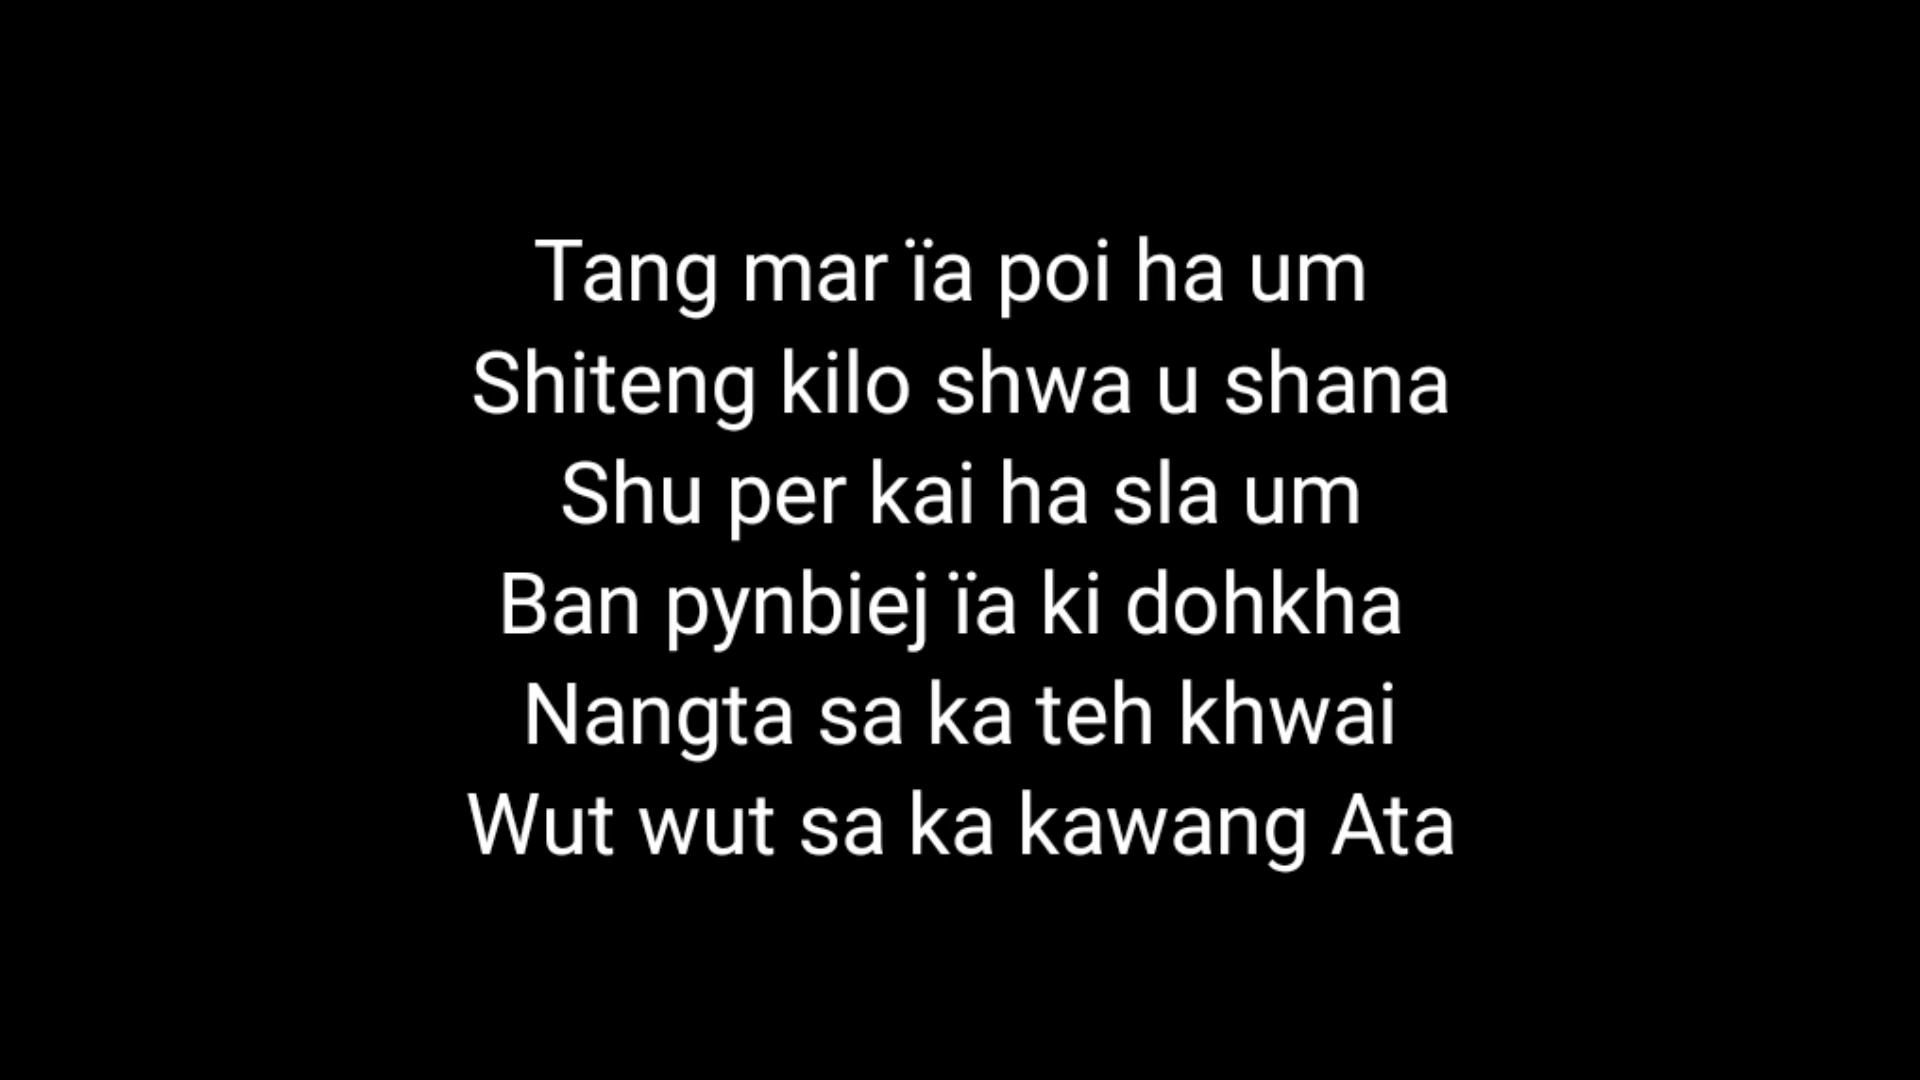 Tang mar ïa poi ha um
Shiteng kilo shwa u shana
Shu per kai ha sla um
Ban pynbiej ïa ki dohkha
Nangta sa ka teh khwai
Wut wut sa ka kawang Ata